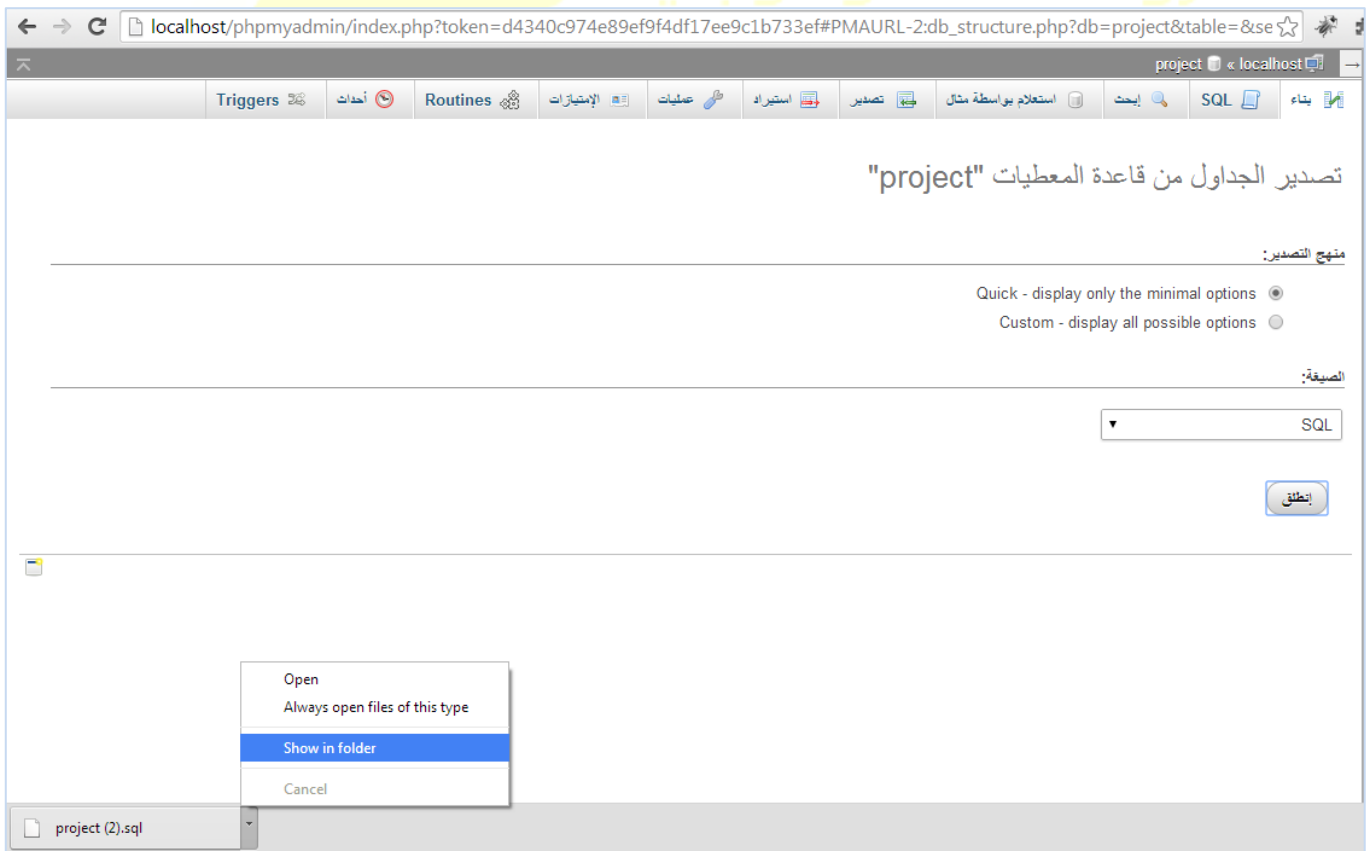 localhost/phpmyadmin/index.php?token=d4340c974e89ef9f4df17ee9c1b733ef#PMAURL-2:db_structure.php?db=project&table=&se
project « localhost
بناء SQL إبحث استعلام بواسطة مثال تصدير استيراد عمليات الإمتيازات Routines أحداث Triggers
تصدير الجداول من قاعدة المعطيات "project"
منهج التصدير:
Quick - display only the minimal options
Custom - display all possible options
الصيغة:
SQL
إنطلق
Open
Always open files of this type
Show in folder
Cancel
project (2).sql